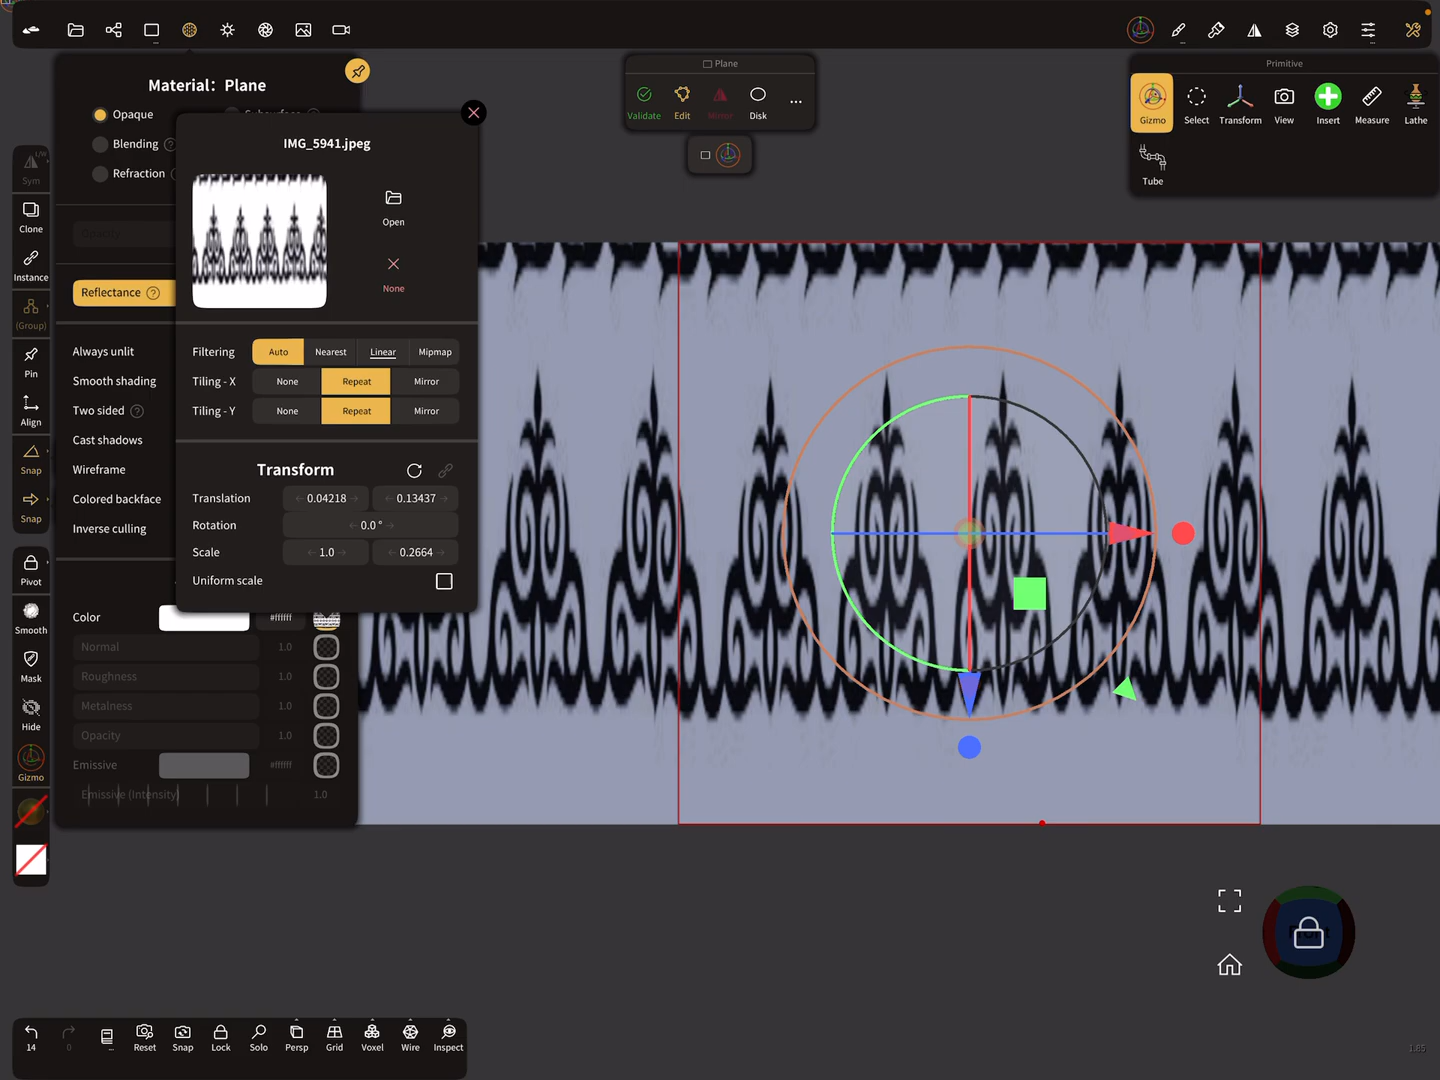 Material: Plane
Opaque
Blending
Refraction
Reflectance
Always unlit
Smooth shading
Two sided
Cast shadows
Wireframe
Colored backface
Inverse culling
IMG_5941.jpeg
Open
None
Filtering Auto Nearest Linear Mipmap
Tiling - X None Repeat Mirror
Tiling - Y None Repeat Mirror
Transform
Translation 0.04218 0.13437
Rotation 0.0 °
Scale 1.0 0.2664
Uniform scale
Color #ffffff
Normal 1.0
Roughness 1.0
Metalness 1.0
Opacity 1.0
Emissive #ffffff
Emissive (Intensity) 1.0
Sym
Clone
Instance
(Group)
Pin
Align
Snap
Snap
Pivot
Smooth
Mask
Hide
Gizmo
Plane
Validate Edit Mirror Disk ...
Primitive
Gizmo Select Transform View Insert Measure Lathe
Tube
14 0 ... Reset Snap Lock Solo Persp Grid Voxel Wire Inspect
1.85